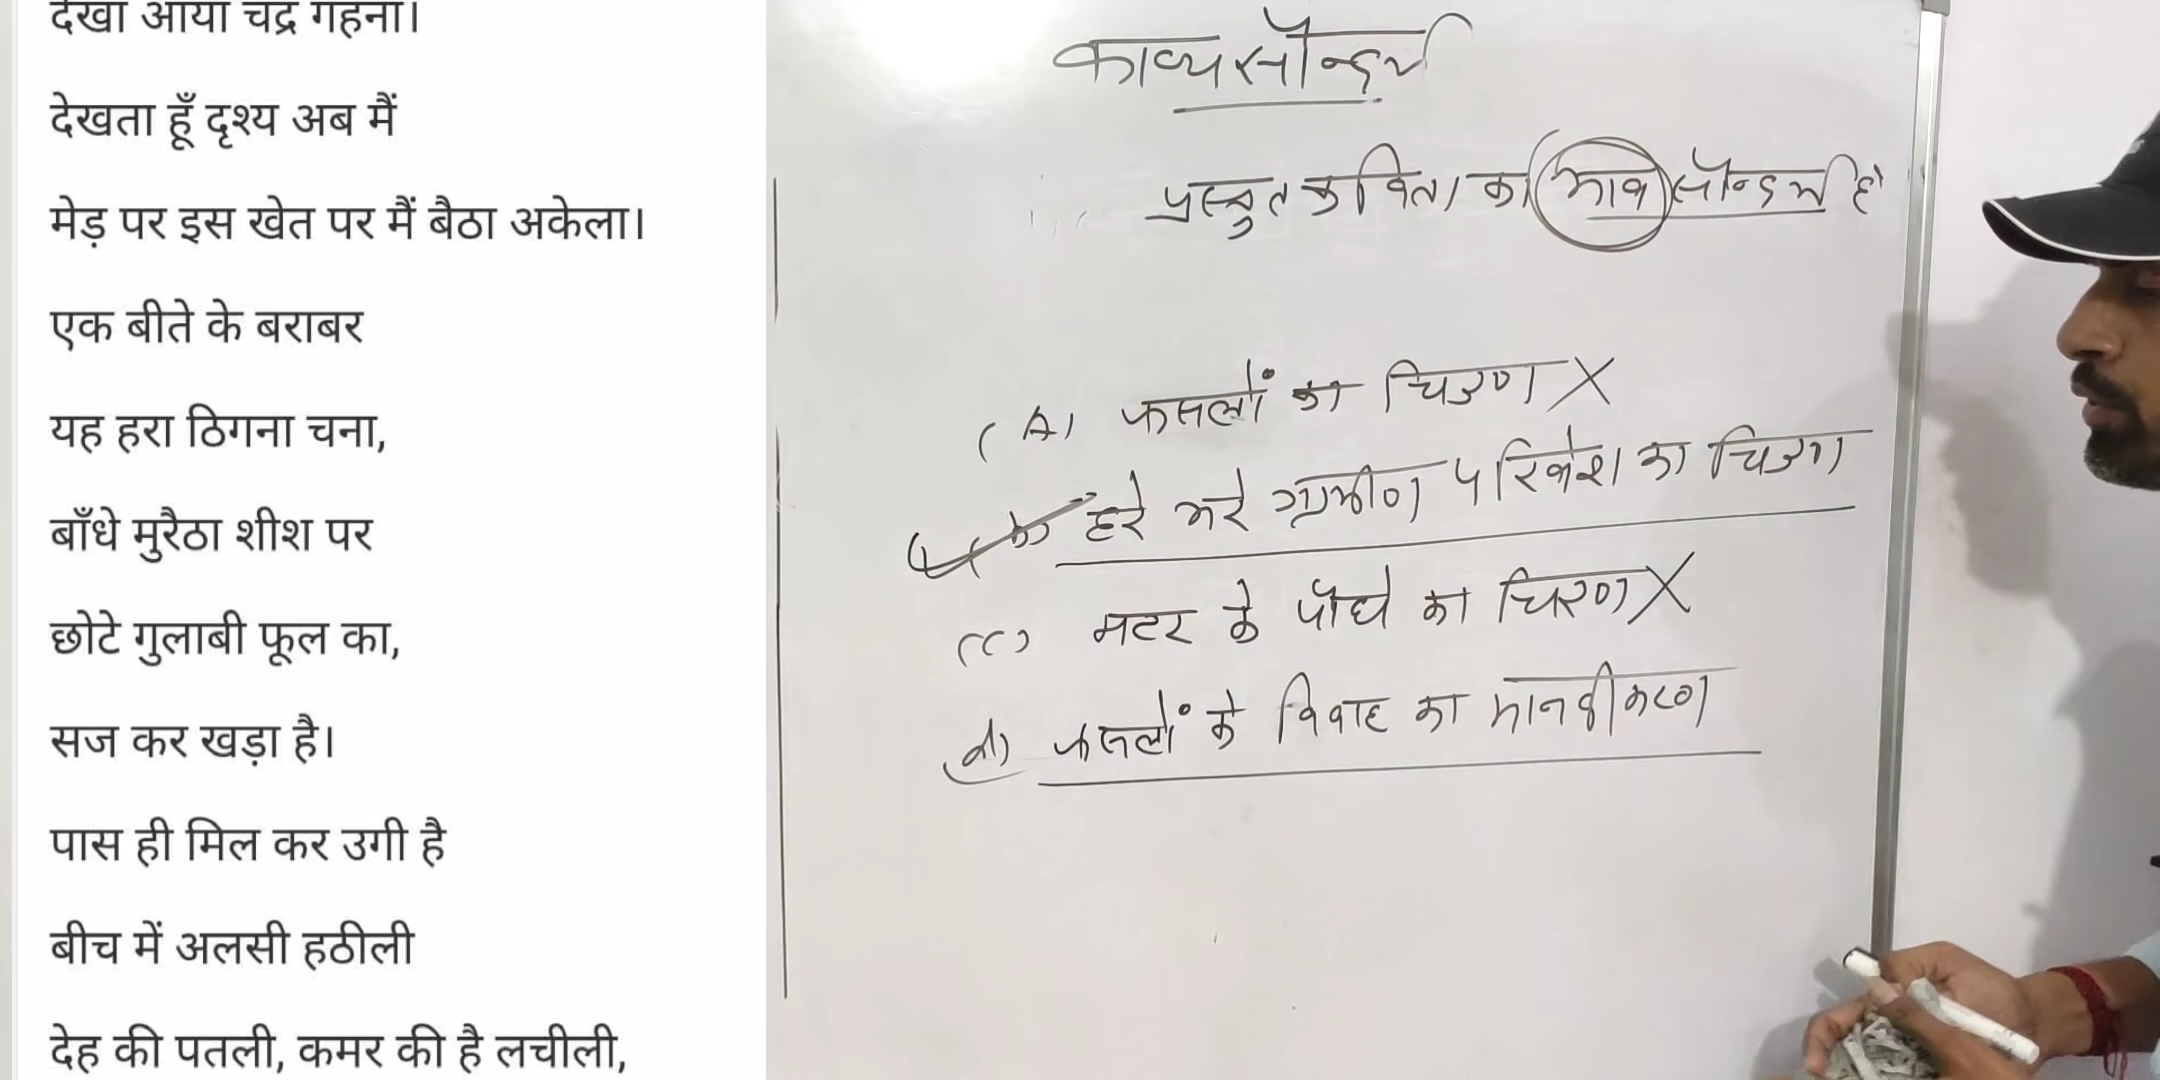 देखा आया चंद्र गहना।
देखता हूँ दृश्य अब मैं
मेड़ पर इस खेत पर मैं बैठा अकेला।
एक बीते के बराबर
यह हरा ठिगना चना,
बाँधे मुरैठा शीश पर
छोटे गुलाबी फूल का,
सज कर खड़ा है।
पास ही मिल कर उगी है
बीच में अलसी हठीली
देह की पतली, कमर की है लचीली,
काव्य सौन्दर्य
प्रस्तुत कविता का भाव सौन्दर्य है
(A) फसलों का चित्रण X
(B) हरे भरे ग्रामीण परिवेश का चित्रण
(C) मटर के पौधे का चित्रण X
(d) फसलों के विवाह का मानवीकरण